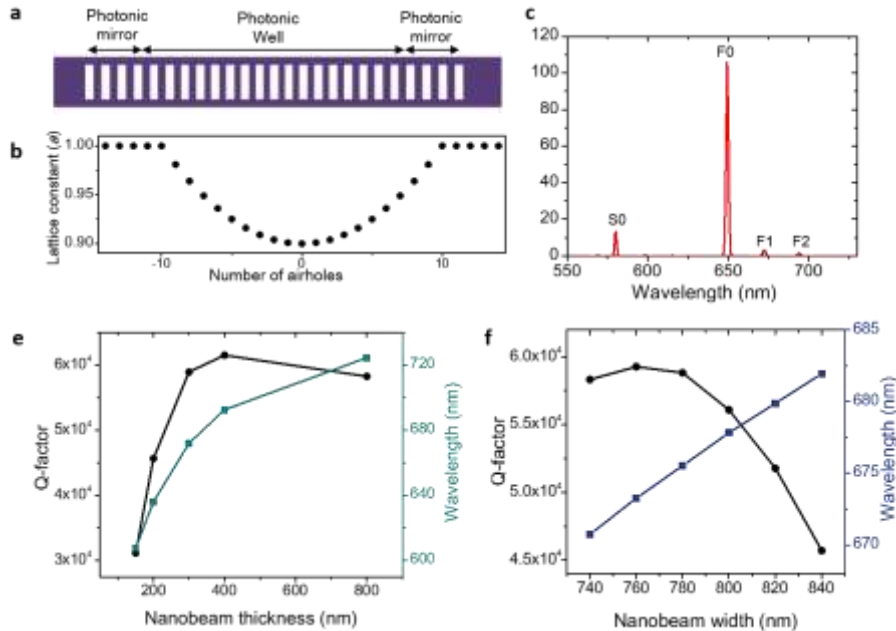 a
Photonic mirror
Photonic Well
Photonic mirror
b
Lattice constant (a)
1.00
0.95
0.90
-10
0
10
Number of airholes
c
120
100
80
60
40
20
0
F0
S0
F1
F2
550
600
650
700
Wavelength (nm)
e
Q-factor
6x10⁴
5x10⁴
4x10⁴
3x10⁴
720
680
640
600
Wavelength (nm)
200
400
600
800
Nanobeam thickness (nm)
f
Q-factor
6.0x10⁴
5.5x10⁴
5.0x10⁴
4.5x10⁴
685
680
675
670
Wavelength (nm)
740 760 780 800 820 840
Nanobeam width (nm)